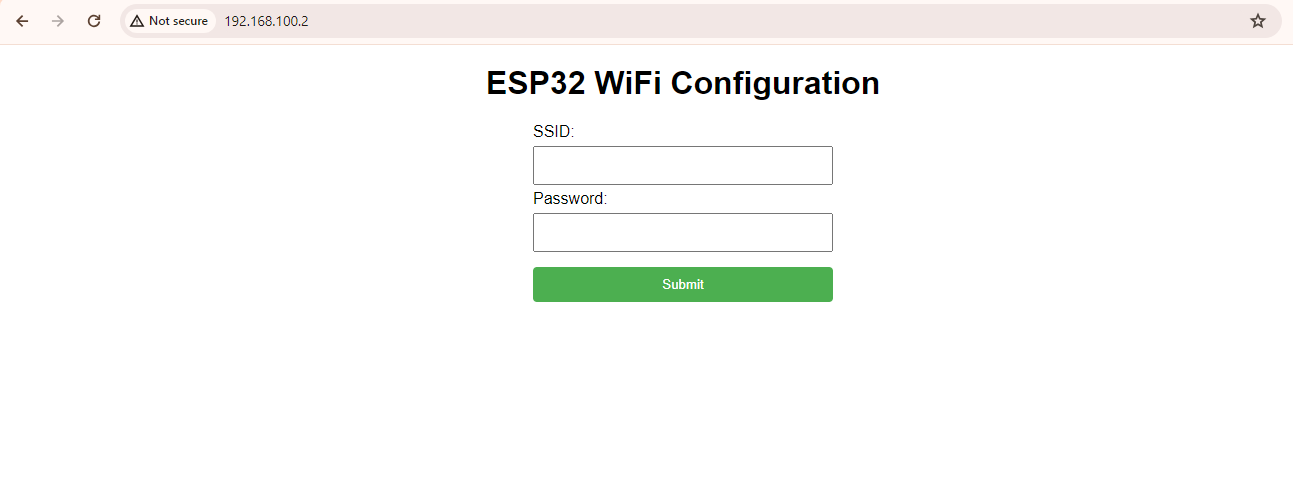 Not secure 192.168.100.2
ESP32 WiFi Configuration
SSID:
Password:
Submit